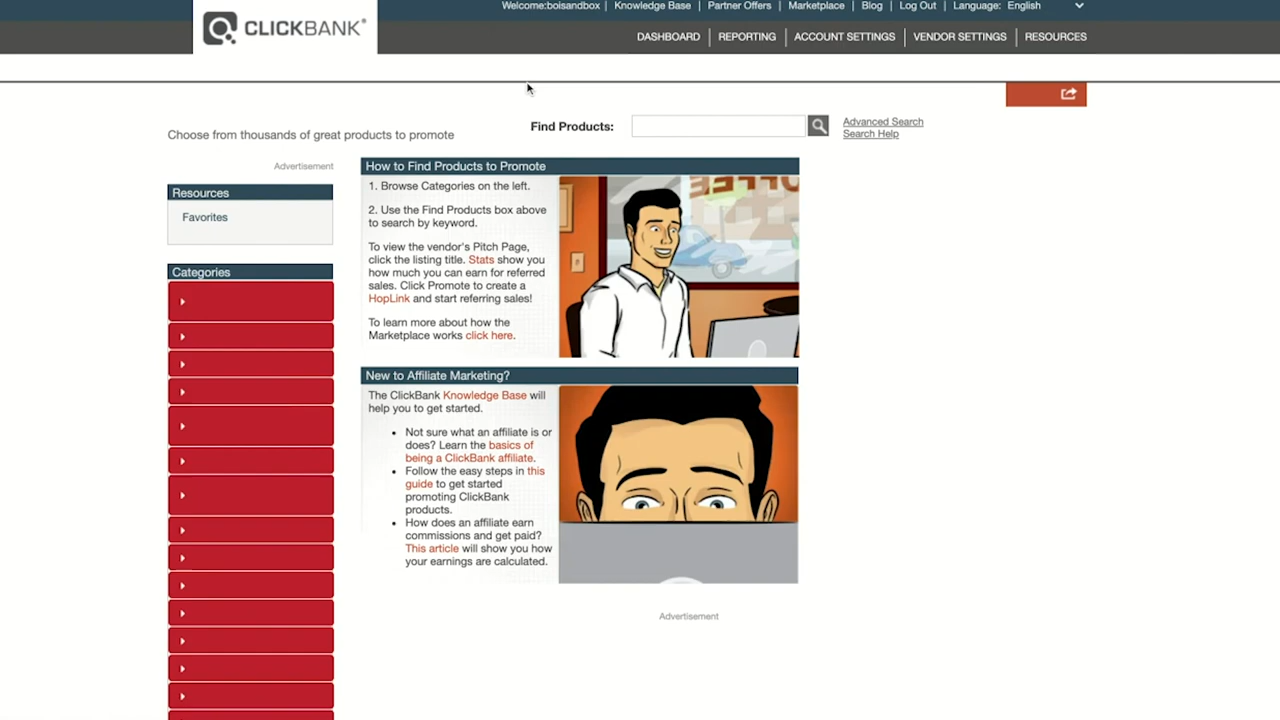 Welcome:boisandbox | Knowledge Base | Partner Offers | Marketplace | Blog | Log Out | Language: English
CLICKBANK®
DASHBOARD | REPORTING | ACCOUNT SETTINGS | VENDOR SETTINGS | RESOURCES
Choose from thousands of great products to promote
Find Products:
Advanced Search
Search Help
Advertisement
Resources
Favorites
Categories
How to Find Products to Promote
1. Browse Categories on the left.
2. Use the Find Products box above
to search by keyword.
To view the vendor's Pitch Page,
click the listing title. Stats show you
how much you can earn for referred
sales. Click Promote to create a
HopLink and start referring sales!
To learn more about how the
Marketplace works click here.
COFFEE
New to Affiliate Marketing?
The ClickBank Knowledge Base will
help you to get started.
• Not sure what an affiliate is or
does? Learn the basics of
being a ClickBank affiliate.
• Follow the easy steps in this
guide to get started
promoting ClickBank
products.
• How does an affiliate earn
commissions and get paid?
This article will show you how
your earnings are calculated.
Advertisement